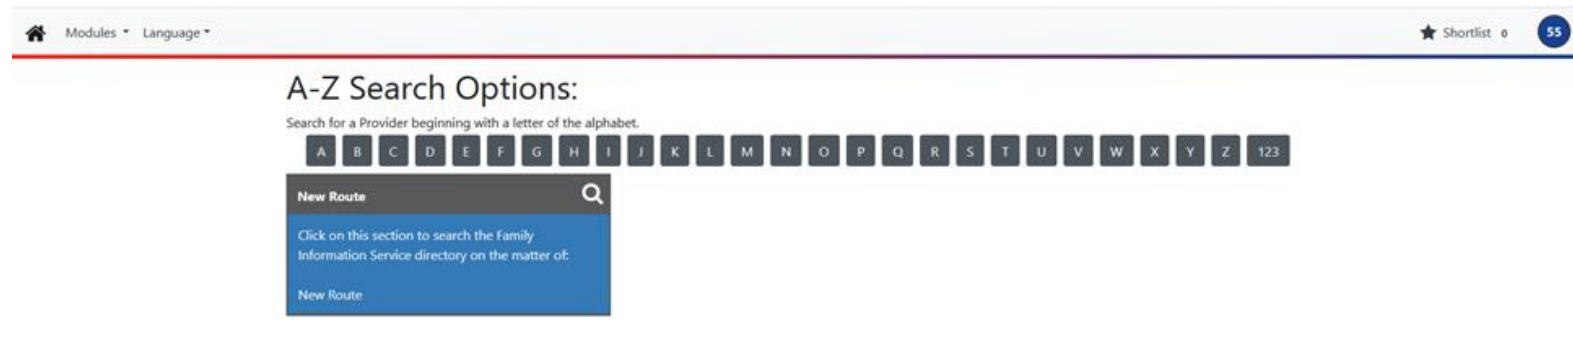 Modules Language Shortlist 0 55
A-Z Search Options:
Search for a Provider beginning with a letter of the alphabet.
A B C D E F G H I J K L M N O P Q R S T U V W X Y Z 123
New Route
Click on this section to search the Family
Information Service directory on the matter of:
New Route